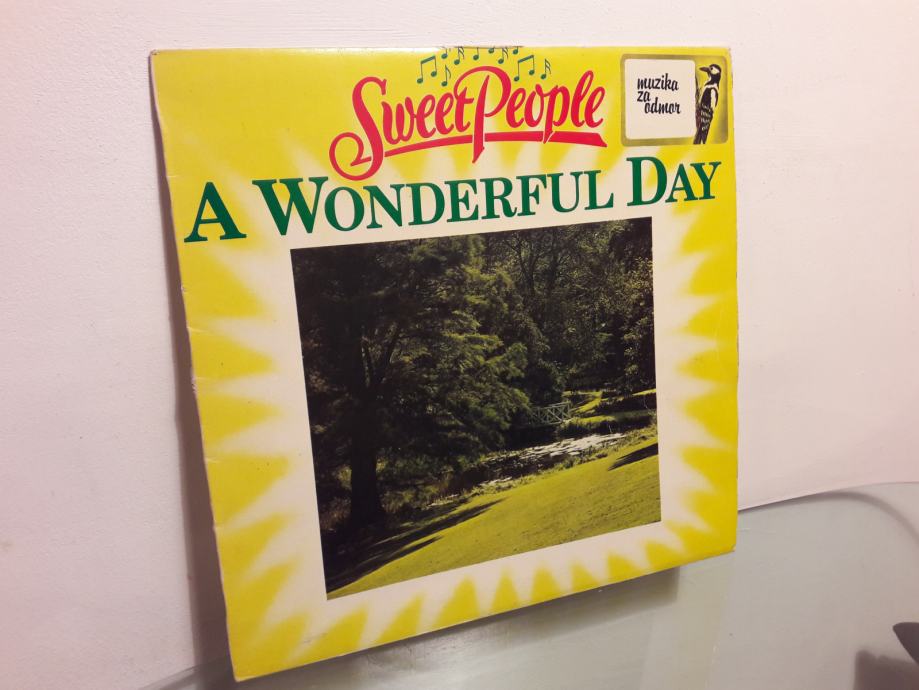 Sweet People
muzika
za
odmor
A WONDERFUL DAY